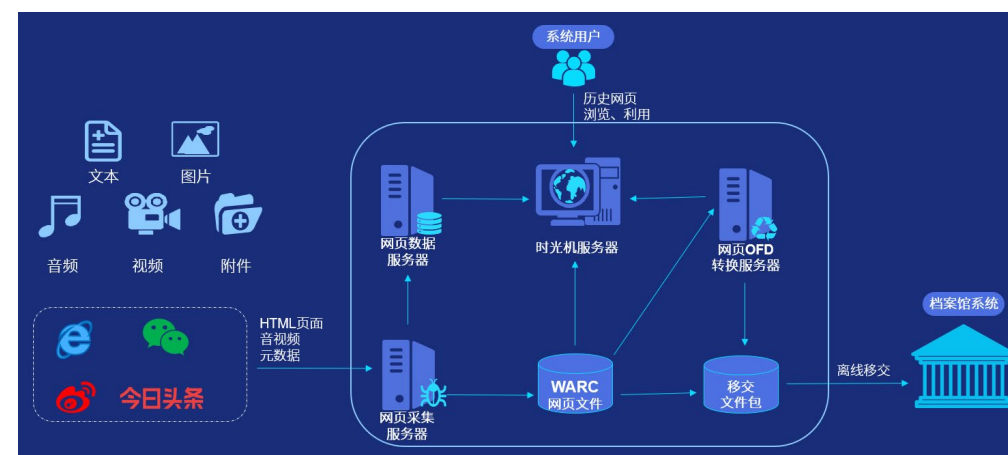 系统用户
历史网页
浏览、利用
文本
图片
音频
视频
附件
网页数据
服务器
时光机服务器
网页OFD
转换服务器
档案馆系统
HTML页面
音视频
元数据
今日头条
网页采集
服务器
WARC
网页文件
移交
文件包
离线移交